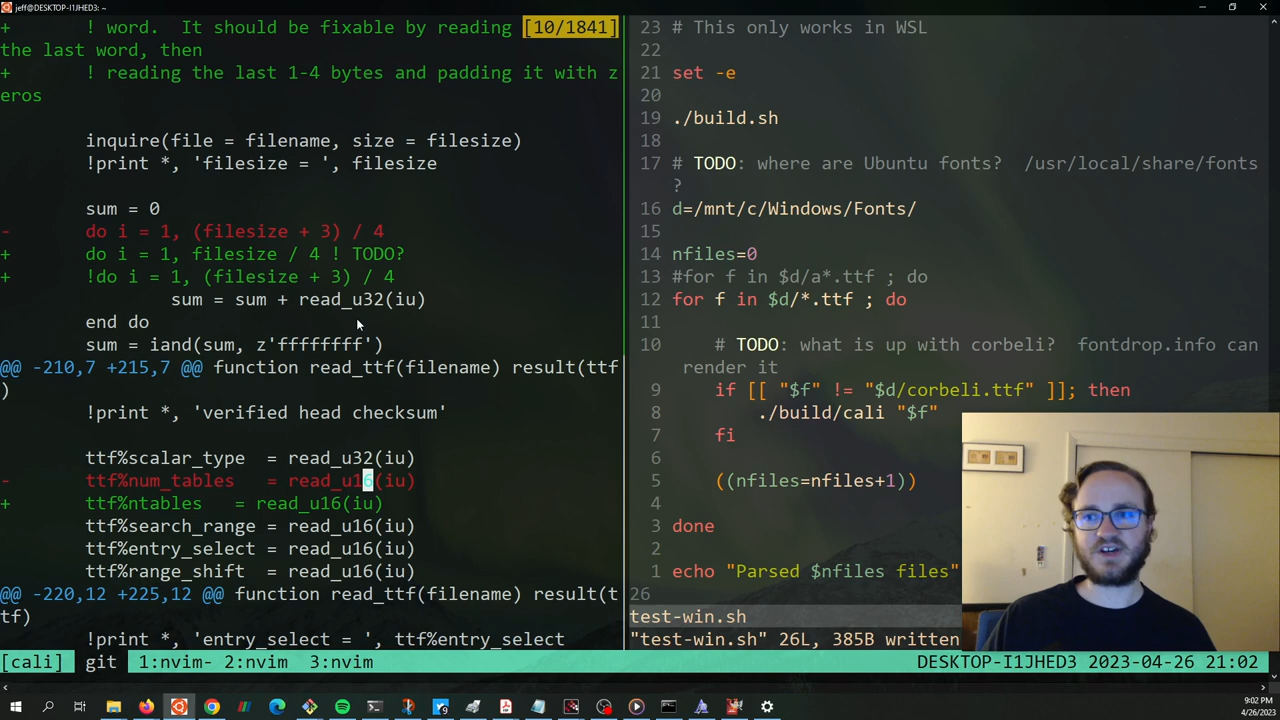 jeff@DESKTOP-I1JHED3: ~
+ ! word. It should be fixable by reading [10/1841]
the last word, then
+ ! reading the last 1-4 bytes and padding it with z
eros
inquire(file = filename, size = filesize)
!print *, 'filesize = ', filesize
sum = 0
- do i = 1, (filesize + 3) / 4
+ do i = 1, filesize / 4 ! TODO?
+ !do i = 1, (filesize + 3) / 4
sum = sum + read_u32(iu)
end do
sum = iand(sum, z'ffffffff')
@@ -210,7 +215,7 @@ function read_ttf(filename) result(ttf
)
!print *, 'verified head checksum'
ttf%scalar_type = read_u32(iu)
- ttf%num_tables = read_u16(iu)
+ ttf%ntables = read_u16(iu)
ttf%search_range = read_u16(iu)
ttf%entry_select = read_u16(iu)
ttf%range_shift = read_u16(iu)
@@ -220,12 +225,12 @@ function read_ttf(filename) result(t
tf)
!print *, 'entry_select = ', ttf%entry_select
23 # This only works in WSL
22
21 set -e
20
19 ./build.sh
18
17 # TODO: where are Ubuntu fonts? /usr/local/share/fonts
?
16 d=/mnt/c/Windows/Fonts/
15
14 nfiles=0
13 #for f in $d/a*.ttf ; do
12 for f in $d/*.ttf ; do
11
10 # TODO: what is up with corbeli? fontdrop.info can
render it
9 if [[ "$f" != "$d/corbeli.ttf" ]]; then
8 ./build/cali "$f"
7 fi
6
5 ((nfiles=nfiles+1))
4
3 done
2
1 echo "Parsed $nfiles files"
26
test-win.sh
"test-win.sh" 26L, 385B written
[cali] git 1:nvim- 2:nvim 3:nvim DESKTOP-I1JHED3 2023-04-26 21:02
9:02 PM
4/26/2023